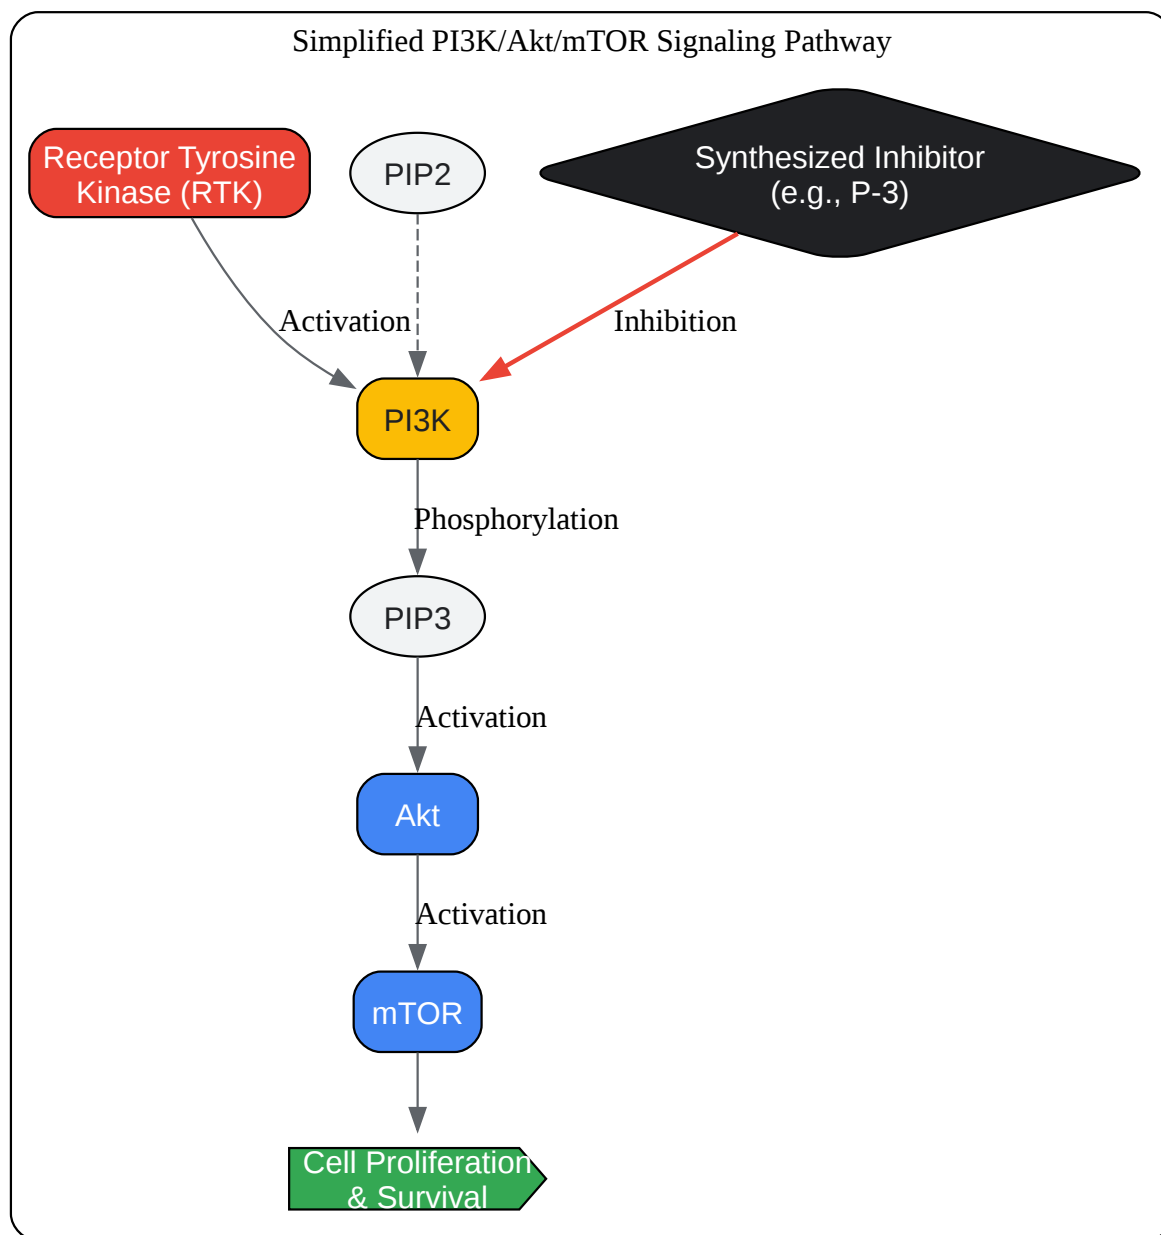 Simplified PI3K/Akt/mTOR Signaling Pathway
Receptor Tyrosine
Kinase (RTK)
PIP2
Synthesized Inhibitor
(e.g., P-3)
Activation
Inhibition
PI3K
Phosphorylation
PIP3
Activation
Akt
Activation
mTOR
Cell Proliferation
& Survival